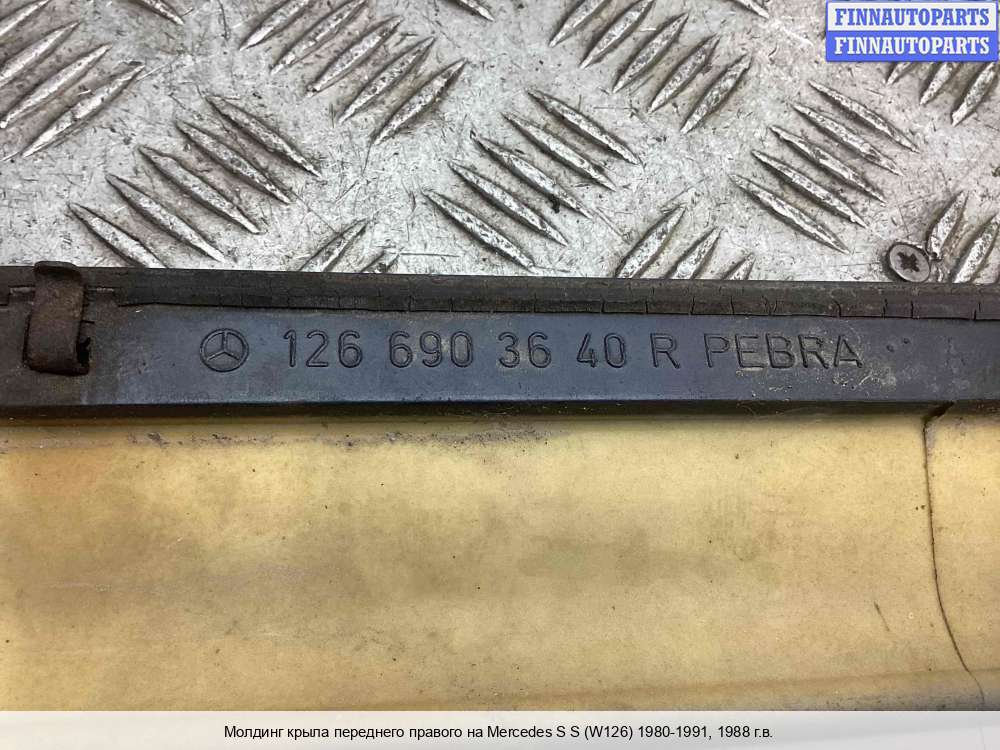 FINNAUTOPARTS
FINNAUTOPARTS
126 690 36 40 R PEBRA
Молдинг крыла переднего правого на Mercedes S S (W126) 1980-1991, 1988 г.в.